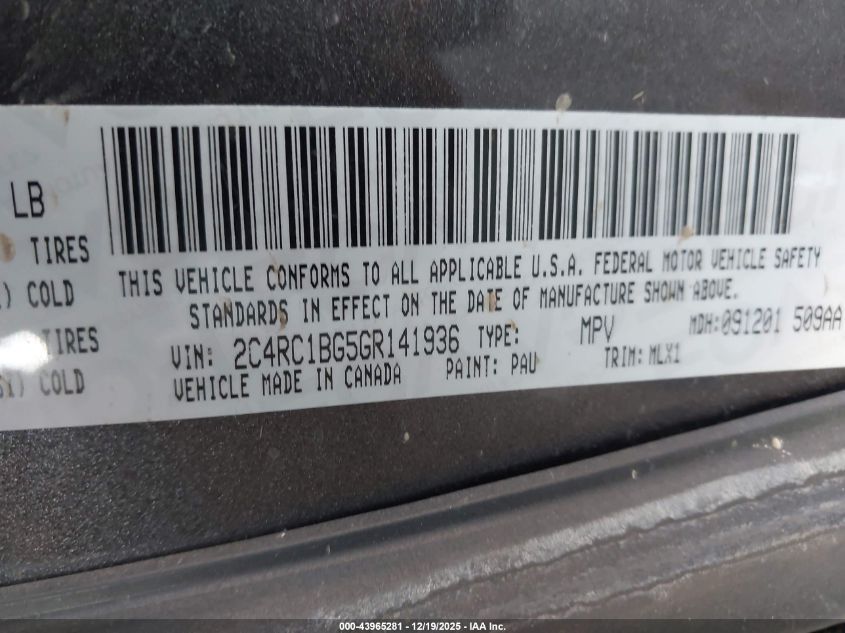 LB
TIRES
) COLD
TIRES
) COLD
THIS VEHICLE CONFORMS TO ALL APPLICABLE U.S.A. FEDERAL MOTOR VEHICLE SAFETY
STANDARDS IN EFFECT ON THE DATE OF MANUFACTURE SHOWN ABOVE.
VIN: 2C4RC1BG5GR141936 TYPE: MPV MDH:091201 509AA
VEHICLE MADE IN CANADA PAINT: PAU TRIM: MLX1
000-43965281 - 12/19/2025 - IAA Inc.